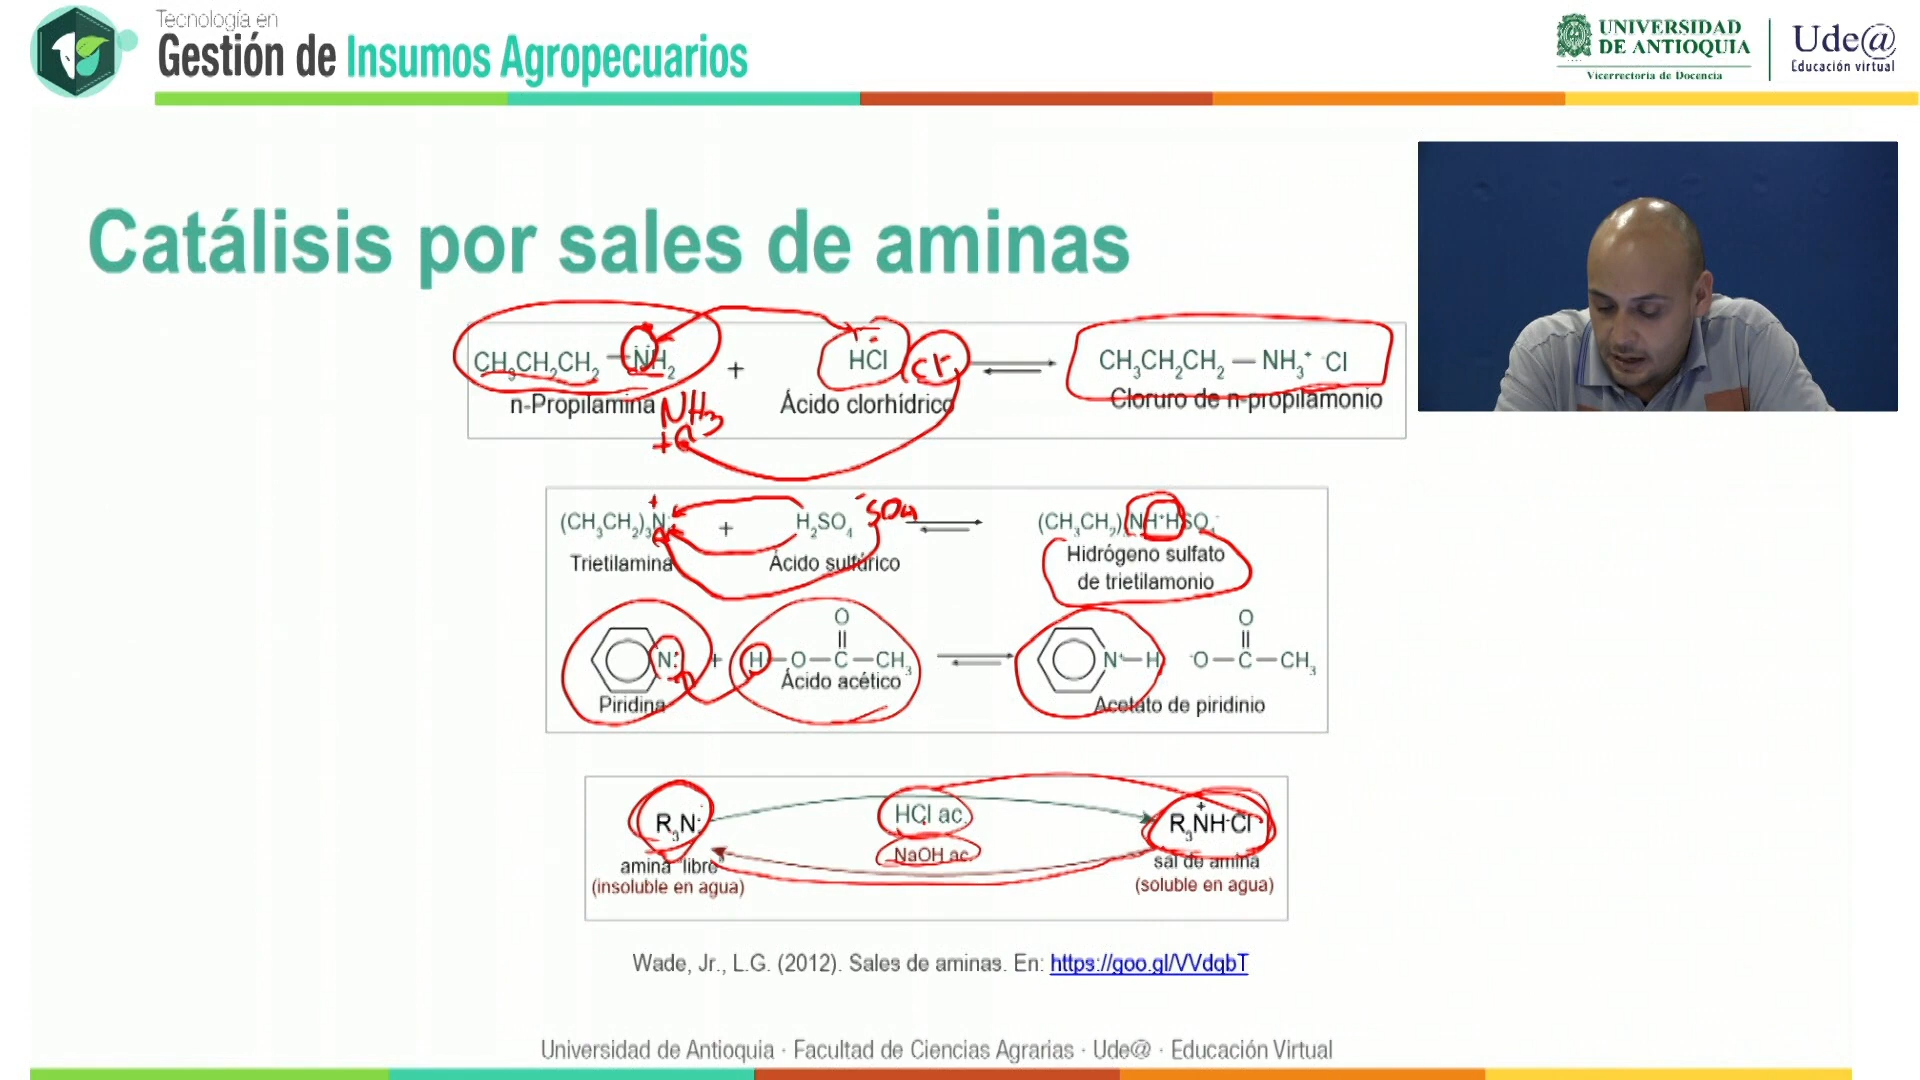 Tecnología en
Gestión de Insumos Agropecuarios
UNIVERSIDAD
DE ANTIOQUIA
Vicerrectoría de Docencia
Ude@
Educación virtual
Catálisis por sales de aminas
CH₃CH₂CH₂ — NH₂ + HCl Cl⁻ ⇌ CH₃CH₂CH₂ — NH₃⁺ ⁻Cl
n-Propilamina Ácido clorhídrico Cloruro de n-propilamonio
NH₃
+
(CH₃CH₂)₃N: + H₂SO₄ ⁻SO₄ ⇌ (CH₃CH₂)₃NH⁺HSO₄⁻
Trietilamina Ácido sulfúrico Hidrógeno sulfato
de trietilamonio
O O
N: + H—O—C—CH₃ ⇌ N⁺—H ⁻O—C—CH₃
Piridina Ácido acético Acetato de piridinio
R₃N: HCl ac. R₃NH⁺Cl⁻
NaOH ac.
amina "libre" sal de amina
(insoluble en agua) (soluble en agua)
Wade, Jr., L.G. (2012). Sales de aminas. En: https://goo.gl/VVdqbT
Universidad de Antioquia · Facultad de Ciencias Agrarias · Ude@ · Educación Virtual